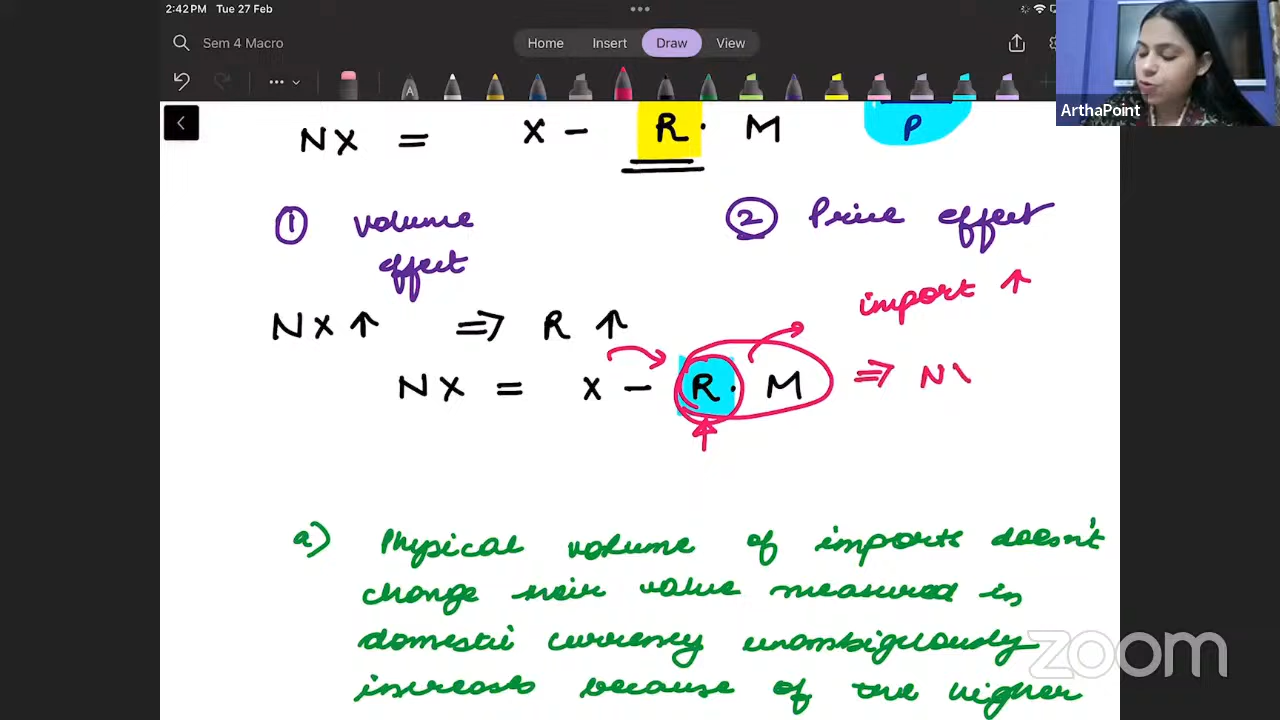 2:42 PM Tue 27 Feb
Sem 4 Macro
Home Insert Draw View
ArthaPoint
NX = X - R . M
P
① volume effect
② Price effect
import ↑
NX ↑ ⇒ R ↑
NX = X - R . M ⇒ N
a) Physical volume of imports doesn't
change their value measured in
domestic currency unambiguously
increases because of the higher
zoom